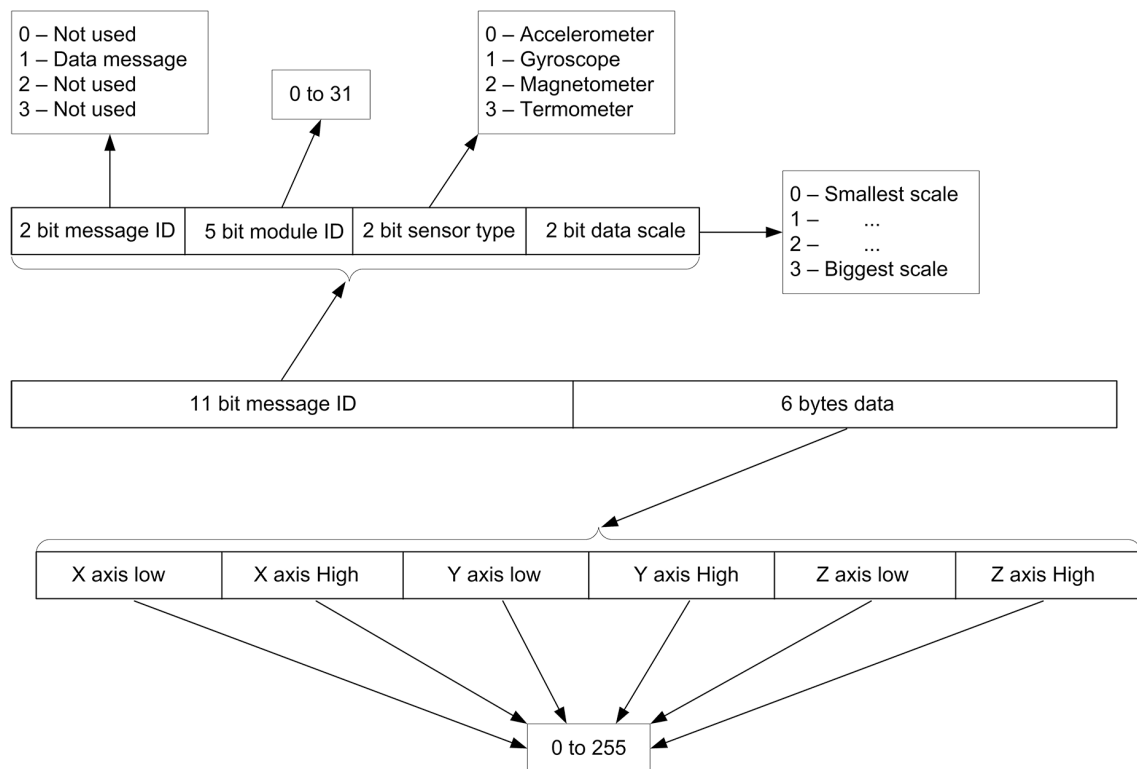 0 – Not used
1 – Data message
2 – Not used
3 – Not used
0 to 31
0 – Accelerometer
1 – Gyroscope
2 – Magnetometer
3 – Termometer
2 bit message ID
5 bit module ID
2 bit sensor type
2 bit data scale
0 – Smallest scale
1 – ...
2 – ...
3 – Biggest scale
11 bit message ID
6 bytes data
X axis low
X axis High
Y axis low
Y axis High
Z axis low
Z axis High
0 to 255